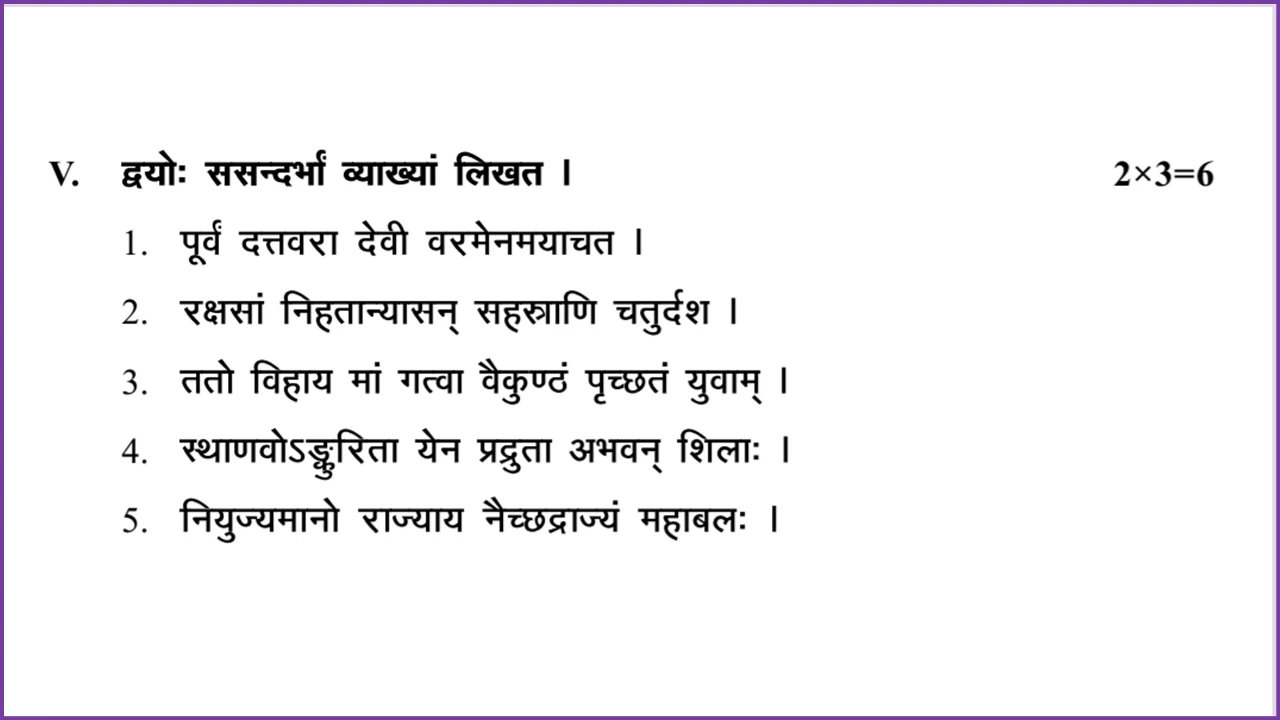 V. द्वयोः ससन्दर्भां व्याख्यां लिखत । 2×3=6
1. पूर्वं दत्तवरा देवी वरमेनमयाचत ।
2. रक्षसां निहतान्यासन् सहस्राणि चतुर्दश ।
3. ततो विहाय मां गत्वा वैकुण्ठं पृच्छतं युवाम् ।
4. स्थाणवोऽङ्कुरिता येन प्रद्रुता अभवन् शिलाः ।
5. नियुज्यमानो राज्याय नैच्छद्राज्यं महाबलः ।